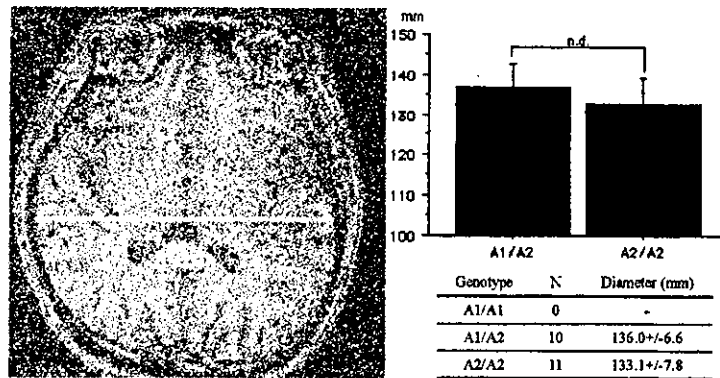 mm
n.d.
150
140
130
120
110
100
A1/A2 A2/A2
Genotype N Diameter (mm)
A1/A1 0 -
A1/A2 10 136.0+/-6.6
A2/A2 11 133.1+/-7.8